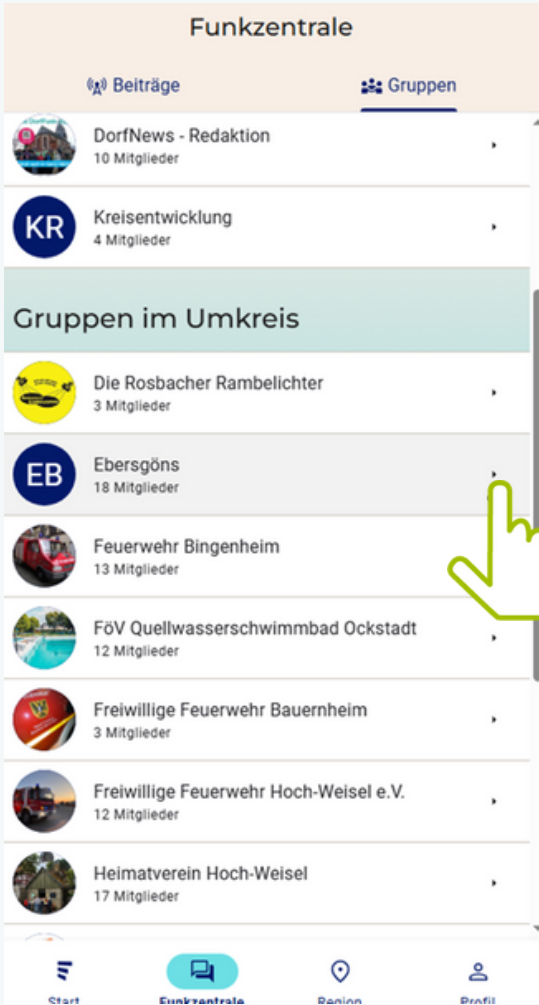 Funkzentrale
Beiträge
Gruppen
DorfNews - Redaktion
10 Mitglieder
KR
Kreisentwicklung
4 Mitglieder
Gruppen im Umkreis
Die Rosbacher Rambelichter
3 Mitglieder
EB
Ebersgöns
18 Mitglieder
Feuerwehr Bingenheim
13 Mitglieder
FöV Quellwasserschwimmbad Ockstadt
12 Mitglieder
Freiwillige Feuerwehr Bauernheim
3 Mitglieder
Freiwillige Feuerwehr Hoch-Weisel e.V.
12 Mitglieder
Heimatverein Hoch-Weisel
17 Mitglieder
Start
Funkzentrale
Region
Profil